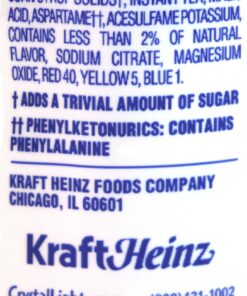 ACID, ASPARTAME††, ACESULFAME POTASSIUM,
CONTAINS LESS THAN 2% OF NATURAL
FLAVOR, SODIUM CITRATE, MAGNESIUM
OXIDE, RED 40, YELLOW 5, BLUE 1.
† ADDS A TRIVIAL AMOUNT OF SUGAR
†† PHENYLKETONURICS: CONTAINS
PHENYLALANINE
KRAFT HEINZ FOODS COMPANY
CHICAGO, IL 60601
KraftHeinz